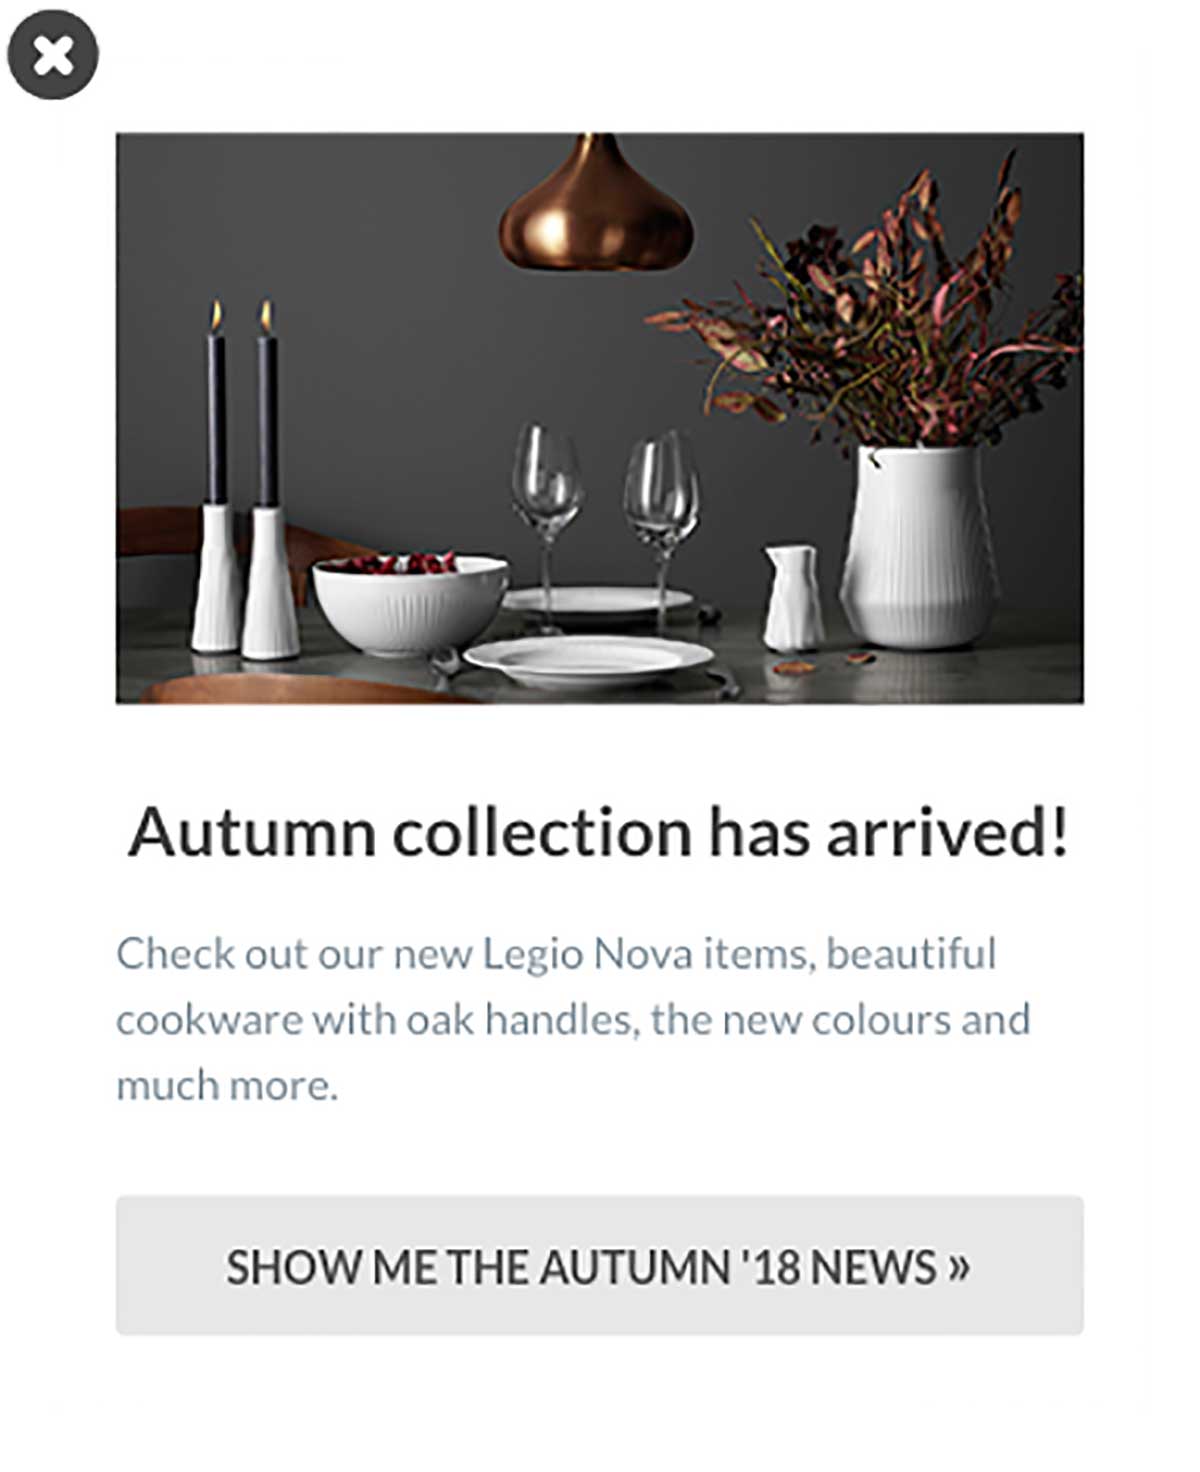 Autumn collection has arrived!
Check out our new Legio Nova items, beautiful
cookware with oak handles, the new colours and
much more.
SHOW ME THE AUTUMN '18 NEWS »